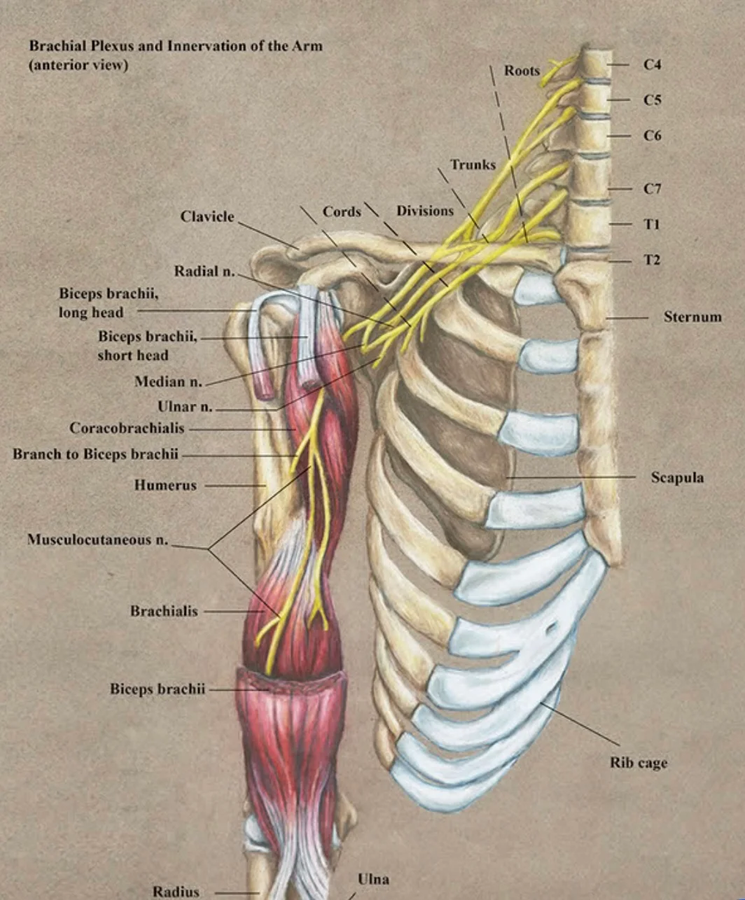 Brachial Plexus and Innervation of the Arm
(anterior view)
Roots
C4
C5
C6
Trunks
C7
Cords
Divisions
Clavicle
T1
T2
Radial n.
Biceps brachii,
long head
Sternum
Biceps brachii,
short head
Median n.
Ulnar n.
Coracobrachialis
Branch to Biceps brachii
Scapula
Humerus
Musculocutaneous n.
Brachialis
Biceps brachii
Rib cage
Ulna
Radius